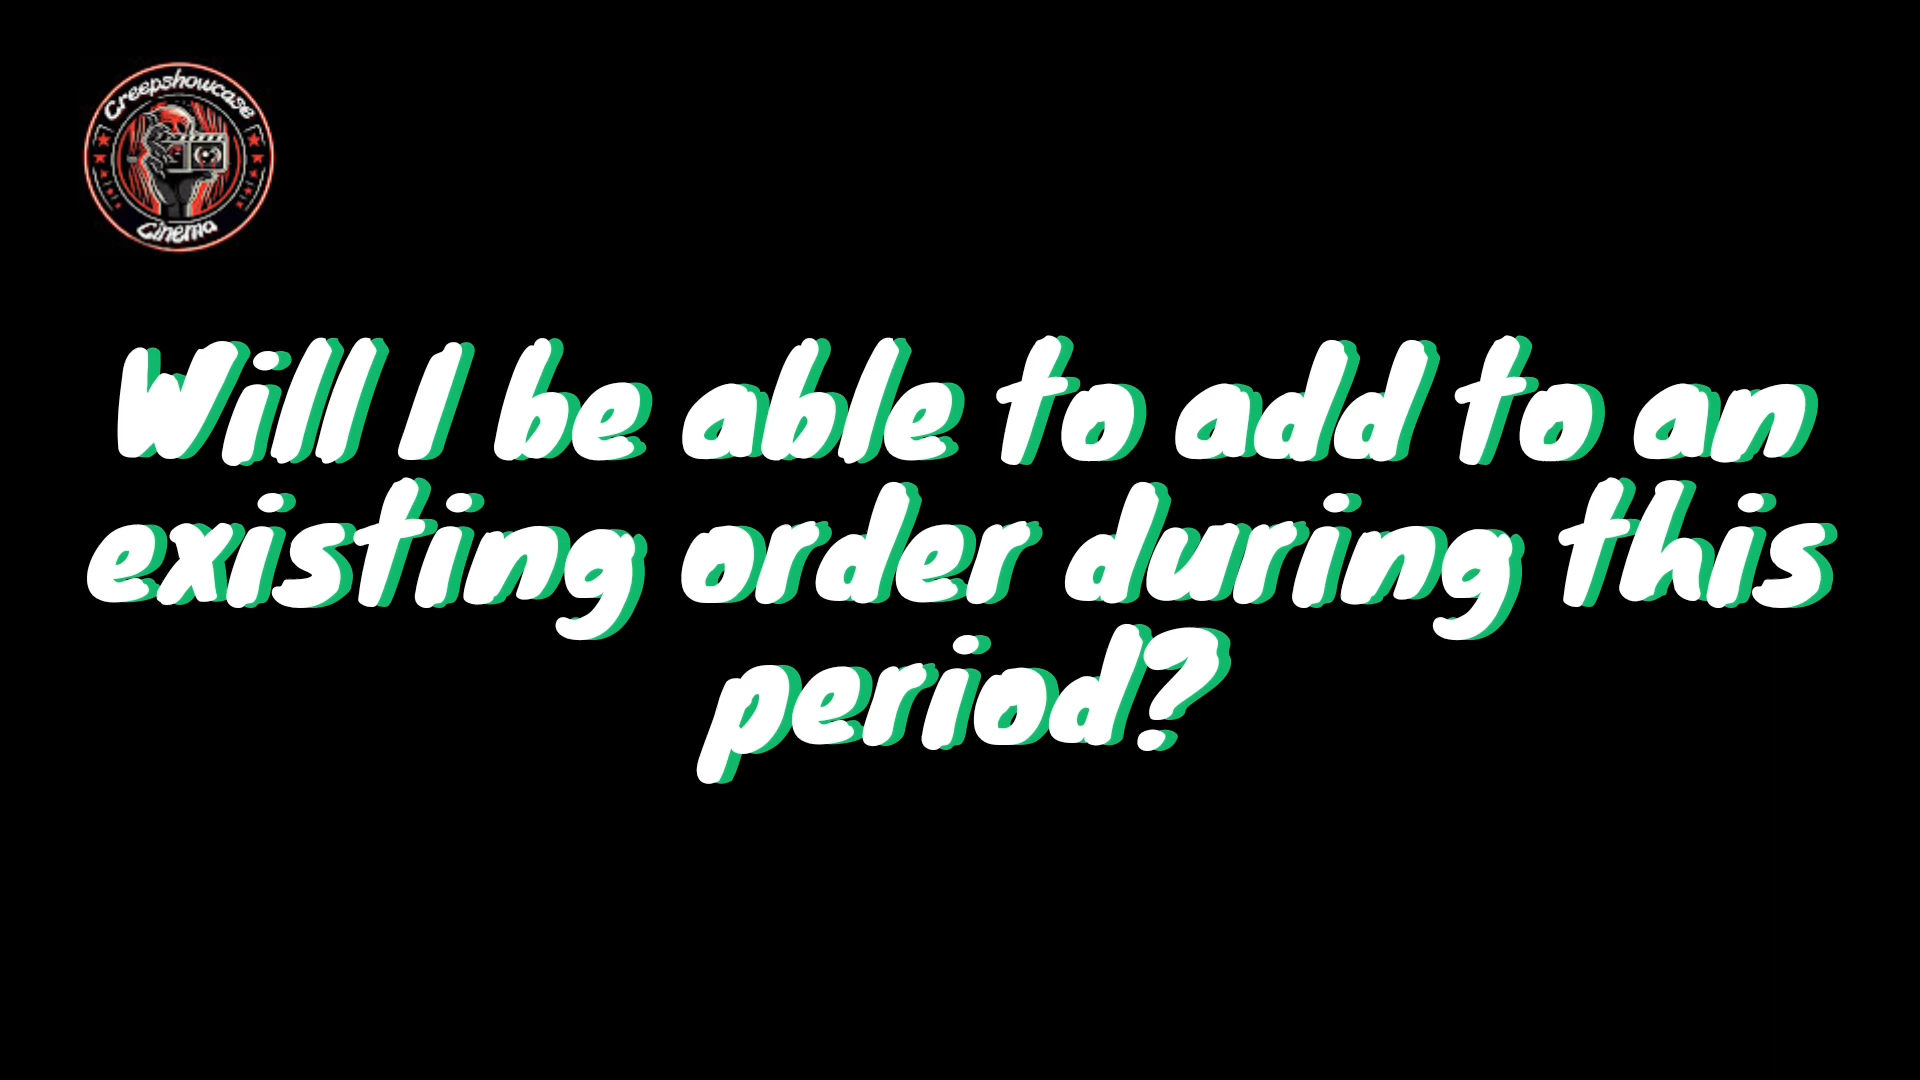 Creepshowcase
Cinema
Will I be able to add to an
existing order during this
period?